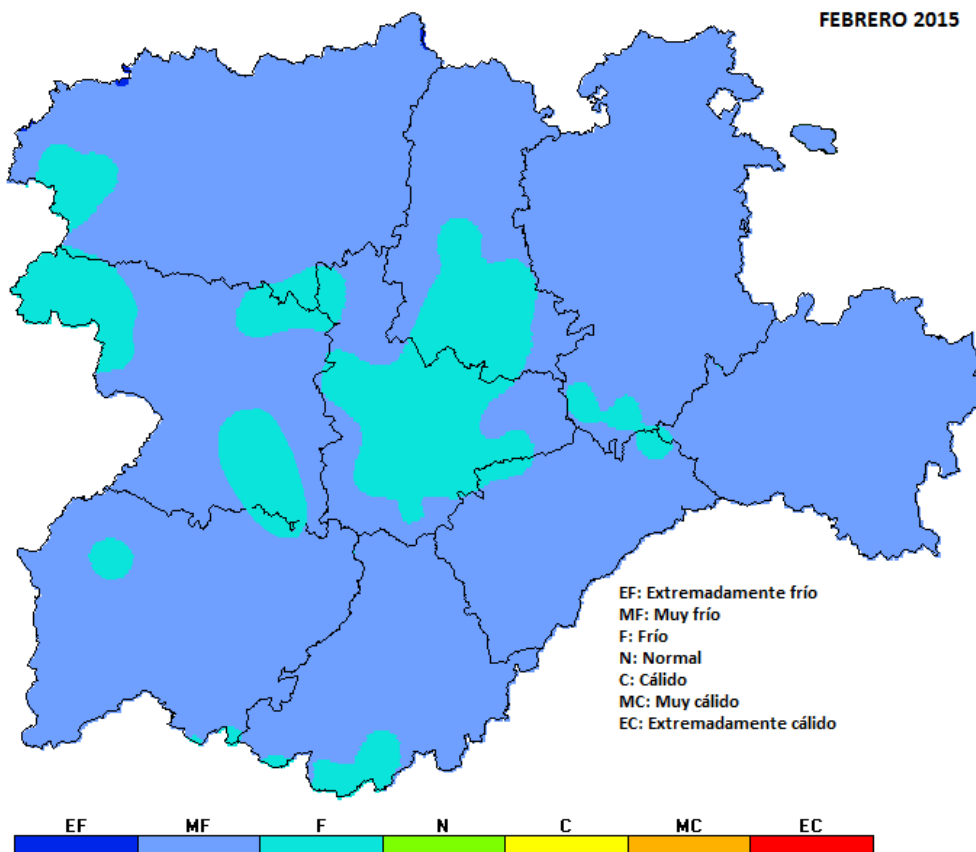 FEBRERO 2015
EF: Extremadamente frío
MF: Muy frío
F: Frío
N: Normal
C: Cálido
MC: Muy cálido
EC: Extremadamente cálido
EF MF F N C MC EC